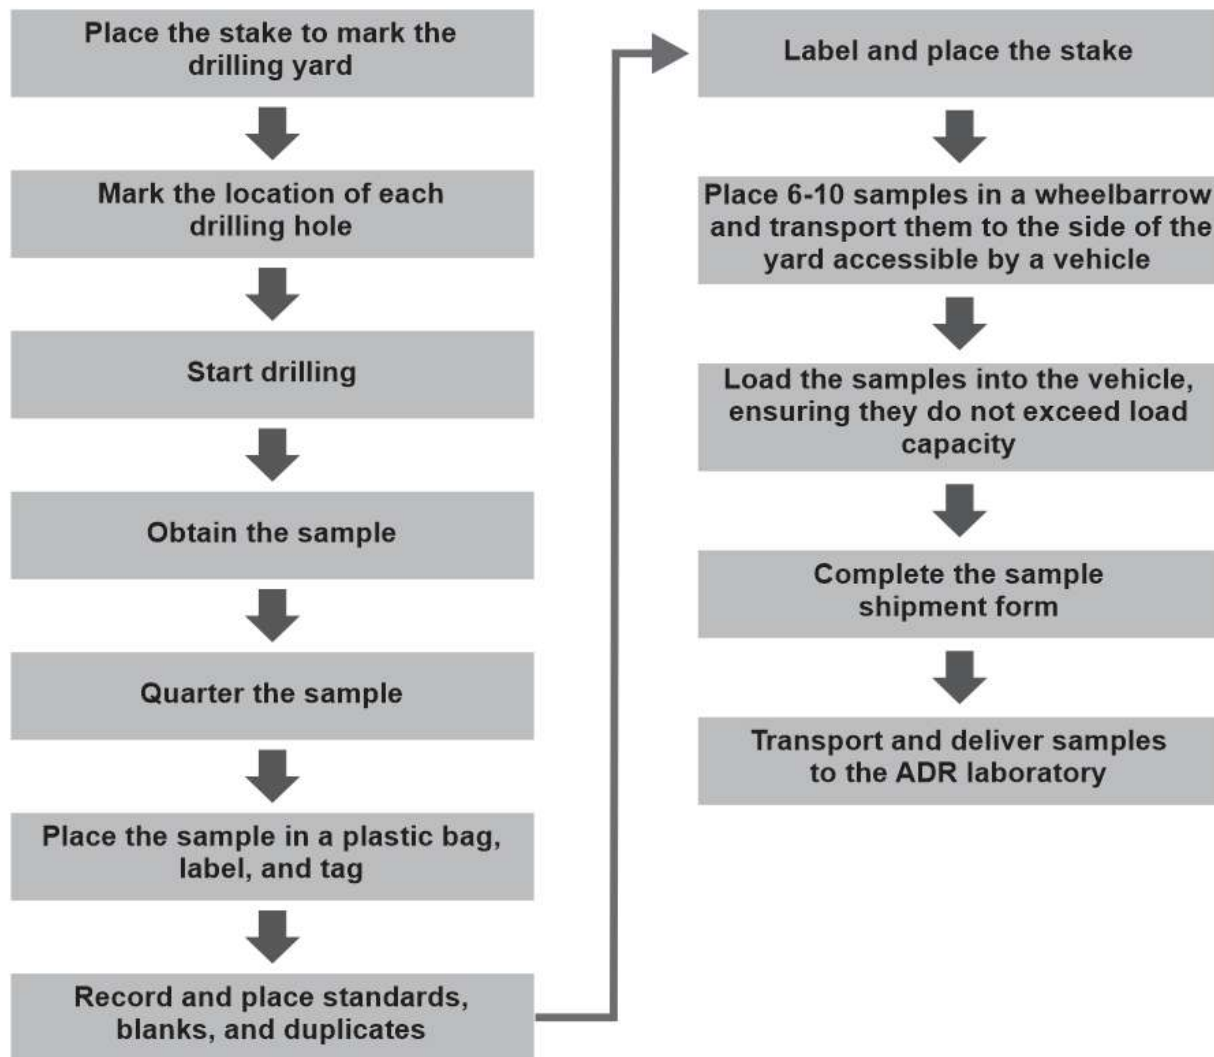 Place the stake to mark the
drilling yard
Mark the location of each
drilling hole
Start drilling
Obtain the sample
Quarter the sample
Place the sample in a plastic bag,
label, and tag
Record and place standards,
blanks, and duplicates
Label and place the stake
Place 6-10 samples in a wheelbarrow
and transport them to the side of the
yard accessible by a vehicle
Load the samples into the vehicle,
ensuring they do not exceed load
capacity
Complete the sample
shipment form
Transport and deliver samples
to the ADR laboratory